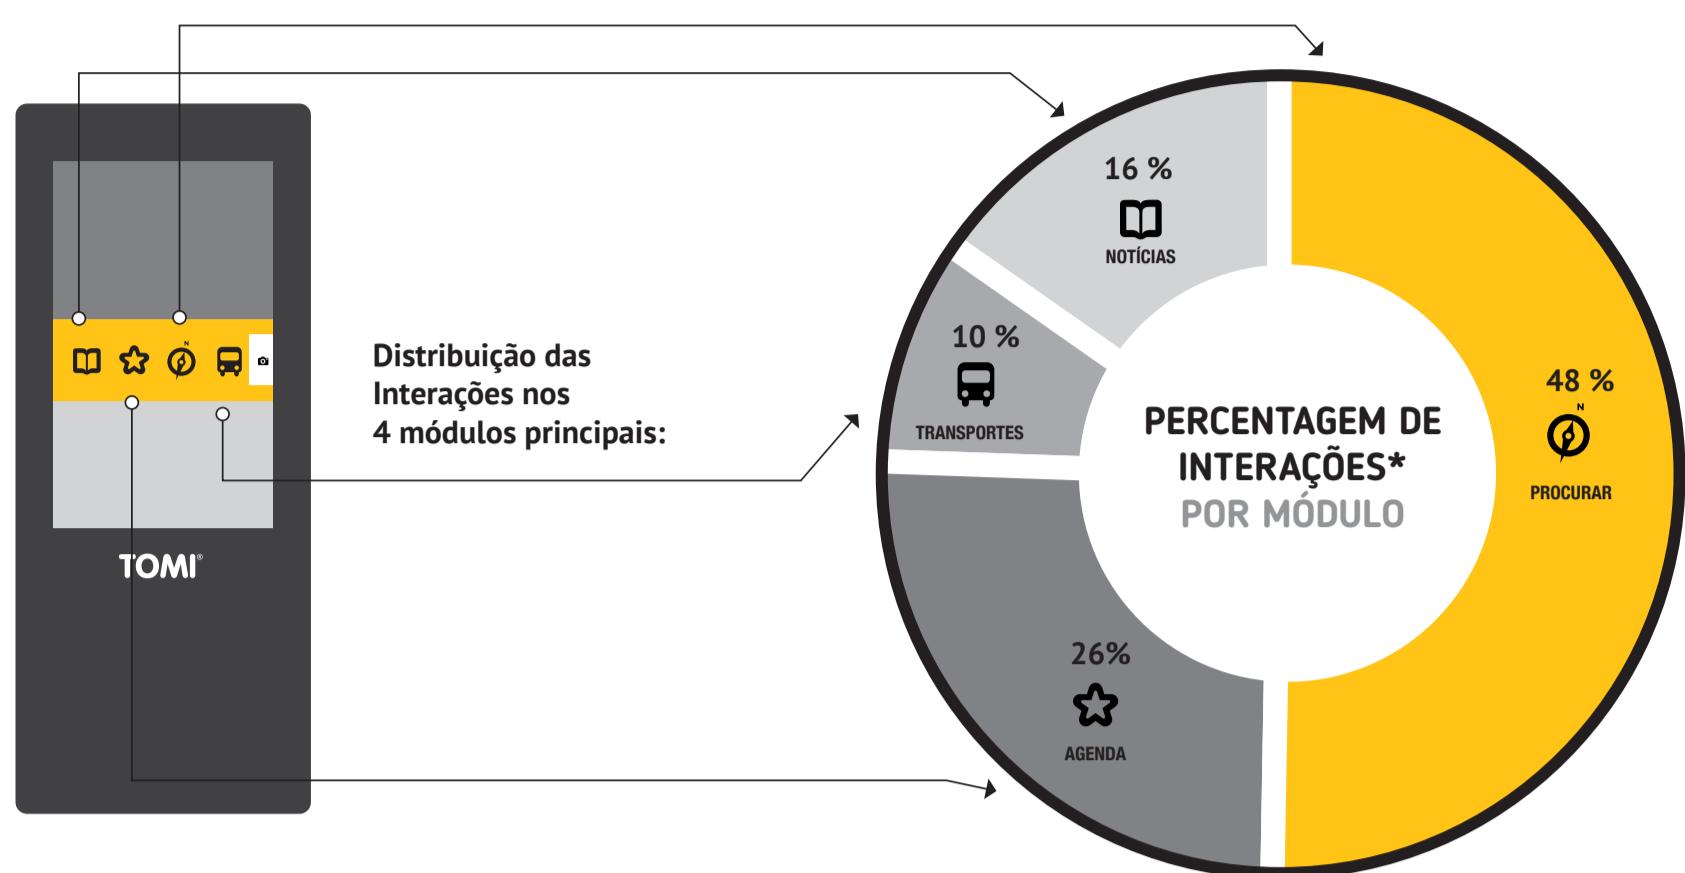 N
TOMI®
Distribuição das
Interações nos
4 módulos principais:
16 %
NOTÍCIAS
10 %
TRANSPORTES
48 %
N
PROCURAR
26%
AGENDA
PERCENTAGEM DE
INTERAÇÕES*
POR MÓDULO